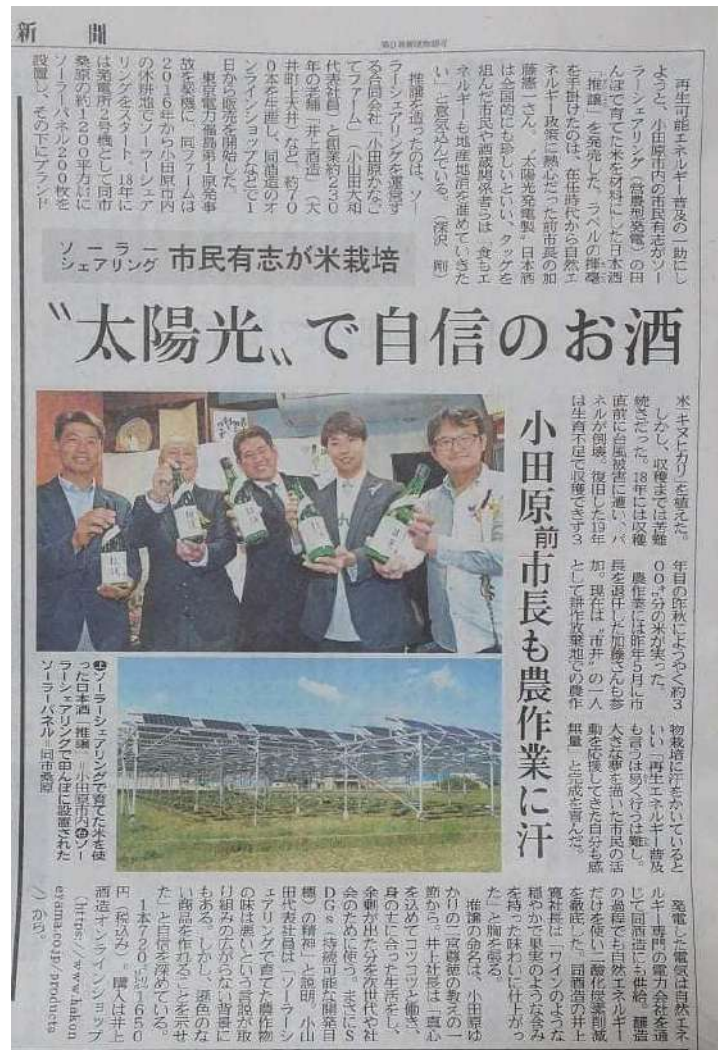 新聞
第三種郵便物認可
再生可能エネルギー普及の一助にし
ようと、小田原市内の市民有志がソー
ラーシェアリング(営農型発電)の田
んぼで育てた米を材料にした日本酒
「推譲」を発売した。ラベルの揮毫
を手掛けたのは、在任時代から自然エ
ネルギー政策に熱心だった前市長の加
藤憲一さん。〝太陽光発電製〟日本酒
は全国的にも珍しいといい、タッグを
組んだ市民や酒蔵関係者らは「食もエ
ネルギーも地産地消を進めていきた
い」と意気込んでいる。(深沢 剛)
推譲を造ったのは、ソー
ラーシェアリングを運営す
る合同会社「小田原かなご
てファーム」(小山田大和
代表社員)と創業約230
年の老舗「井上酒造」(大
井町上大井)など。約70
0本を生産し、同酒造のオ
ンラインショップなどで1
日から販売を開始した。
東京電力福島第1原発事
故を契機に、同ファームは
2016年から小田原市内
の休耕地でソーラーシェア
リングをスタート。18年に
は発電所2号機として同市
桑原の約1200平方㍍に
ソーラーパネル200枚を
設置し、その下にブランド
ソーラーシェアリング 市民有志が米栽培
〝太陽光〟で自信のお酒
小田原前市長も農作業に汗
米「キヌヒカリ」を植えた。
しかし、収穫までは苦難
続きだった。18年には収穫
直前に台風被害に遭い、パ
ネルが倒壊。復旧した19年
は生育不足で収穫できず3
年目の昨秋にようやく約3
00㌔分の米が実った。
農作業には昨年5月に市
長を退任した加藤さんも参
加。現在は〝市井〟の一人
として耕作放棄地での農作
物栽培に汗をかいていると
いい「再生エネルギー普及
も言うは易く行うは難し。
大きな夢を描いた市民の活
動を応援してきた自分も感
無量」と完成を喜んだ。
上ソーラーシェアリングで育てた米を使
った日本酒「推譲」=小田原市内右ソー
ラーシェアリングで田んぼに設置された
ソーラーパネル=同市桑原
発電した電気は自然エネ
ルギー専門の電力会社を通
じて同酒造にも供給。醸造
の過程でも自然エネルギー
だけを使い二酸化炭素削減
を徹底した。同酒造の井上
寛社長は「ワインのような
穏やかで果実のような含み
を持った味わいに仕上がっ
た」と胸を張る。
推譲の命名は、小田原ゆ
かりの二宮尊徳の教えの一
節から。井上社長は「真心
を込めてコツコツと働き、
身の丈に合った生活をし、
余剰が出た分を次世代や社
会のために使う。まさにS
DGs(持続可能な開発目
標)の精神」と説明。小山
田代表社員は「ソーラーシ
ェアリングで育てた農作物
の味は悪いという言説が取
り組みの広がらない背景に
もある。しかし、遜色のな
い商品を作れることを示せ
た」と自信を深めている。
1本720㍉㍑1650
円(税込み)。購入は井上
酒造オンラインショップ
(https://www.hakon
eyama.co.jp/products
/)から。